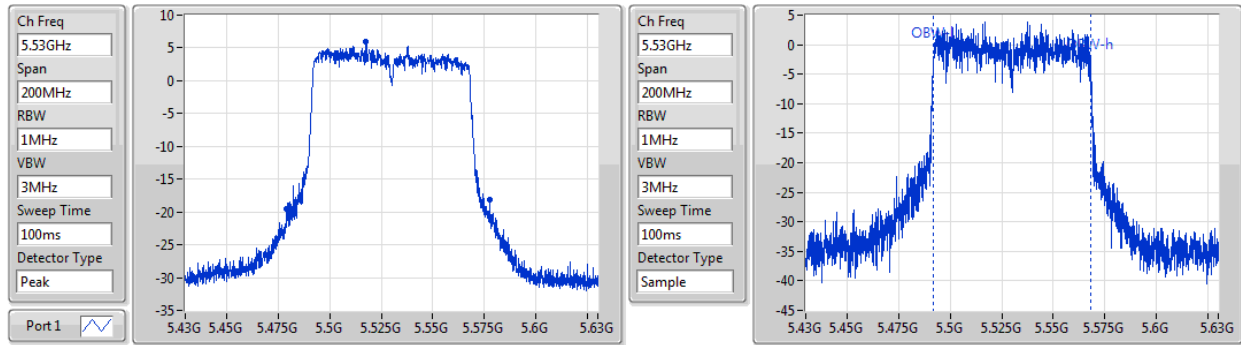 Ch Freq
5.53GHz
Span
200MHz
RBW
1MHz
VBW
3MHz
Sweep Time
100ms
Detector Type
Peak
Port 1
10
5
0
-5
-10
-15
-20
-25
-30
-35
5.43G 5.45G 5.475G 5.5G 5.525G 5.55G 5.575G 5.6G 5.63G
Ch Freq
5.53GHz
Span
200MHz
RBW
1MHz
VBW
3MHz
Sweep Time
100ms
Detector Type
Sample
5
0
-5
-10
-15
-20
-25
-30
-35
-40
-45
OBW
W-h
5.43G 5.45G 5.475G 5.5G 5.525G 5.55G 5.575G 5.6G 5.63G